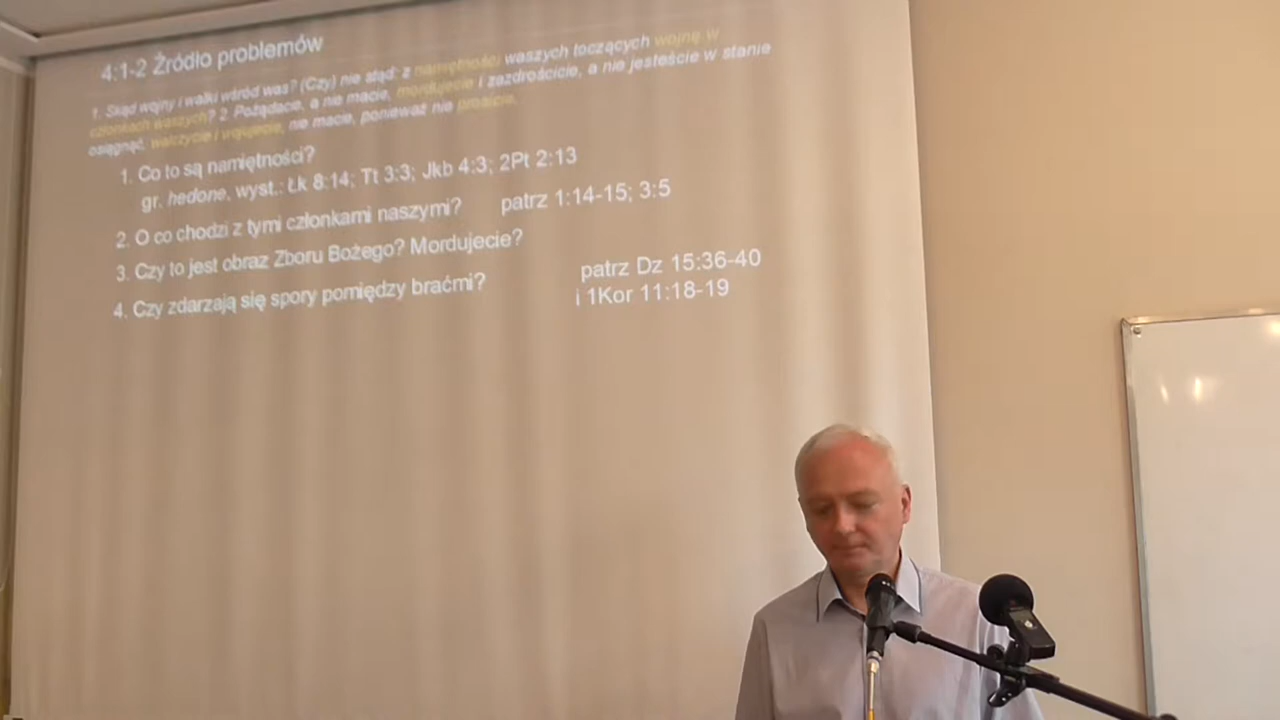 4:1-2 Źródło problemów
1. Skąd wojny i walki wśród was? (Czy) nie stąd: z namiętności waszych toczących wojnę w
członkach waszych? 2. Pożądacie, a nie macie, mordujecie i zazdrościcie, a nie jesteście w stanie
osiągnąć, walczycie i wojujecie, nie macie, ponieważ nie prosicie.
1. Co to są namiętności?
gr. hedone, wyst.: Łk 8:14; Tt 3:3; Jkb 4:3; 2Pt 2:13
2. O co chodzi z tymi członkami naszymi? patrz 1:14-15; 3:5
3. Czy to jest obraz Zboru Bożego? Mordujecie?
4. Czy zdarzają się spory pomiędzy braćmi? patrz Dz 15:36-40
i 1Kor 11:18-19